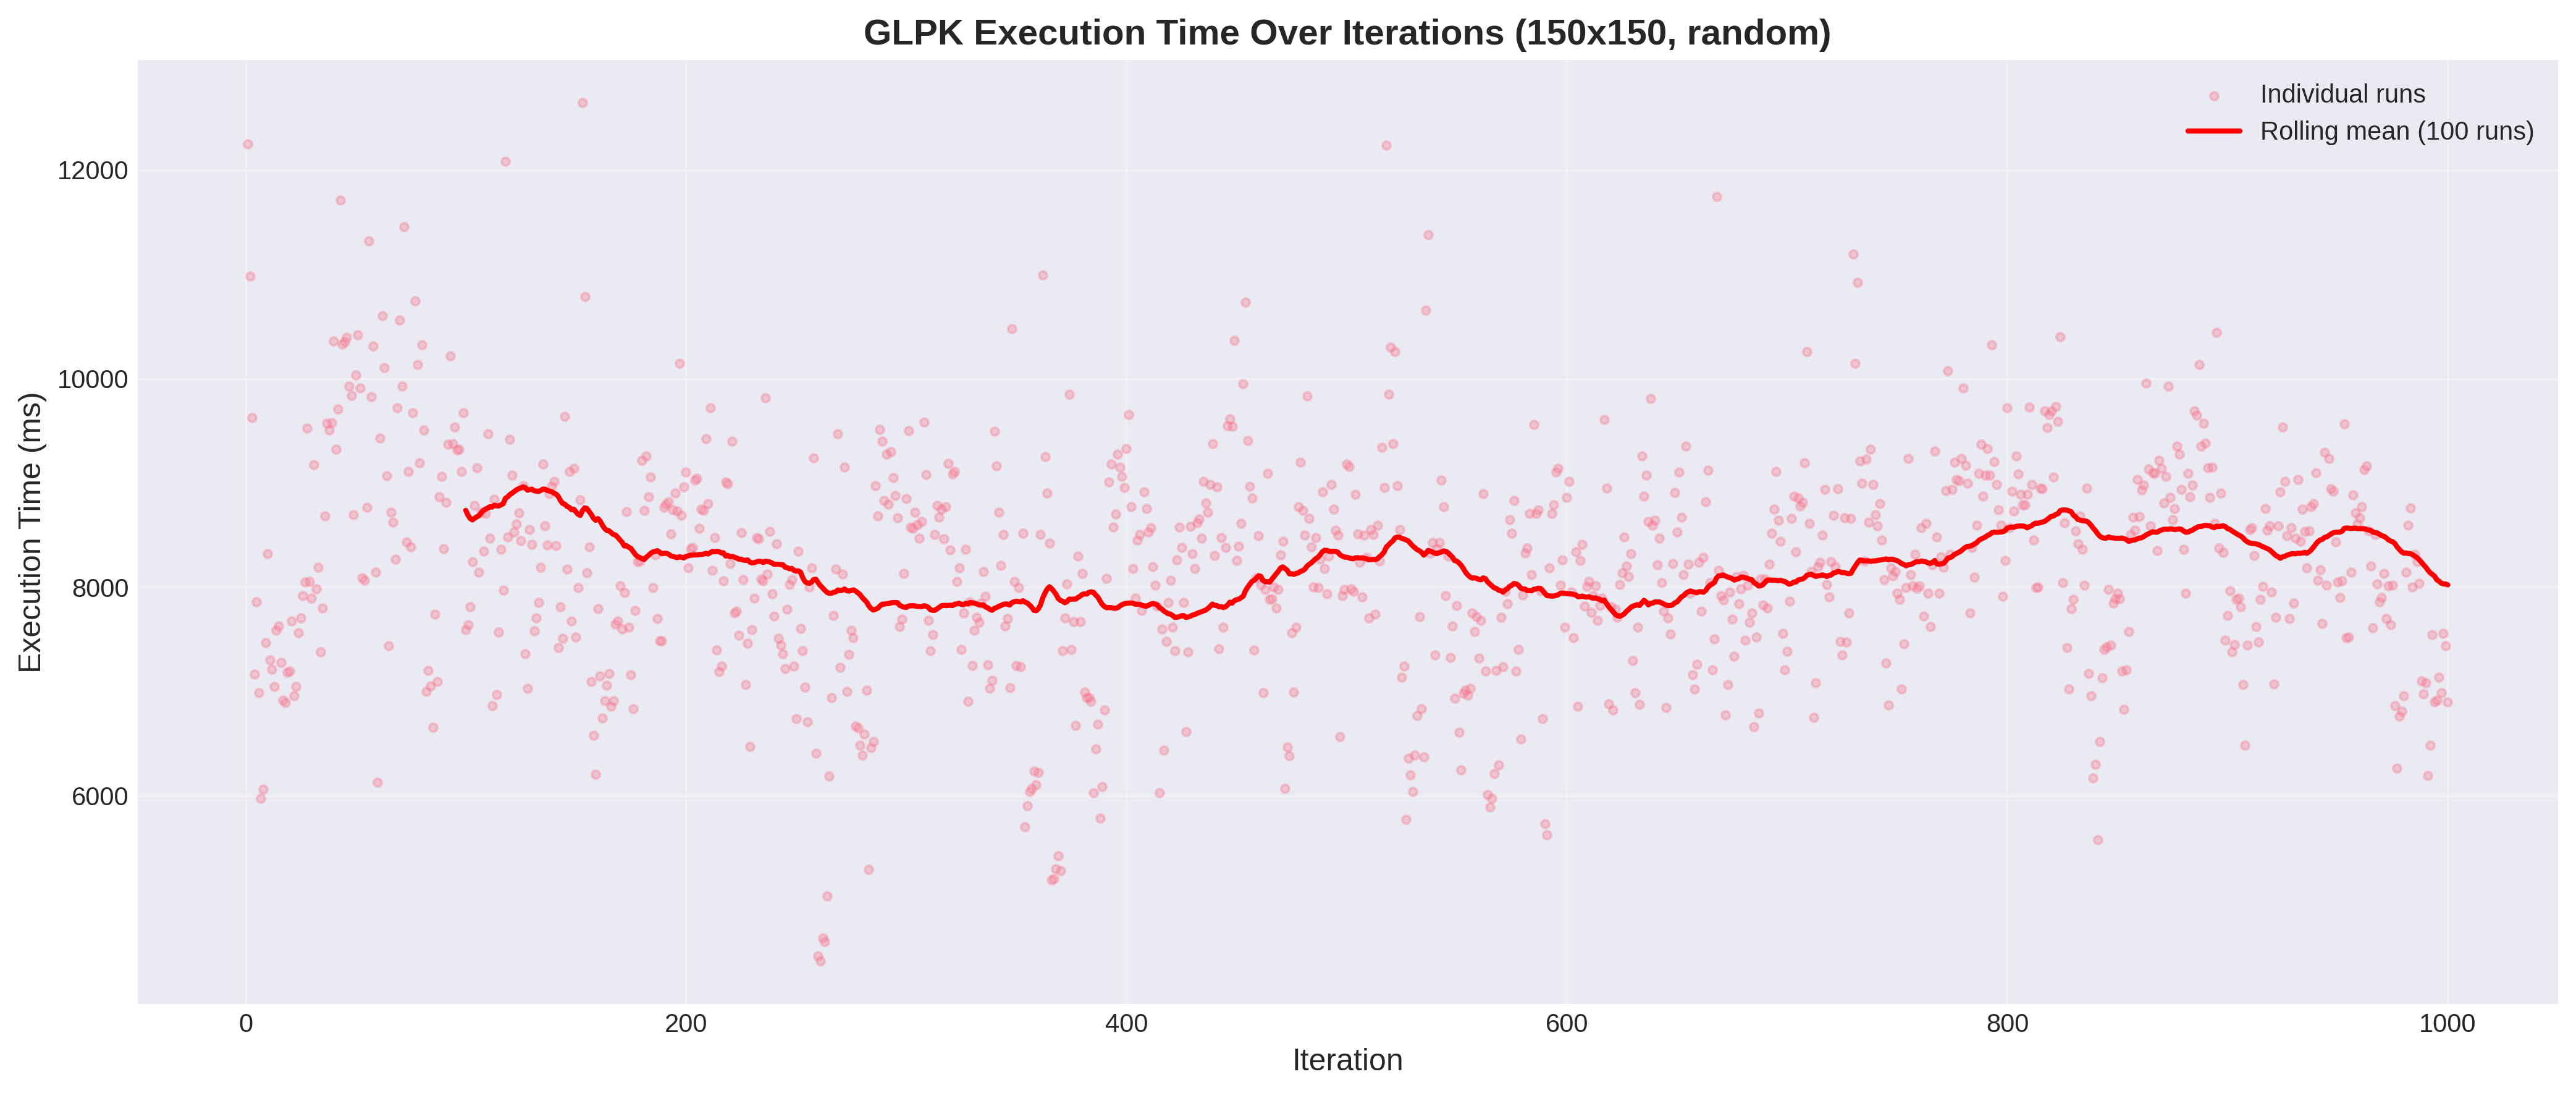 GLPK Execution Time Over Iterations (150x150, random)
Individual runs
Rolling mean (100 runs)
Execution Time (ms)
12000
10000
8000
6000
0
200
400
600
800
1000
Iteration